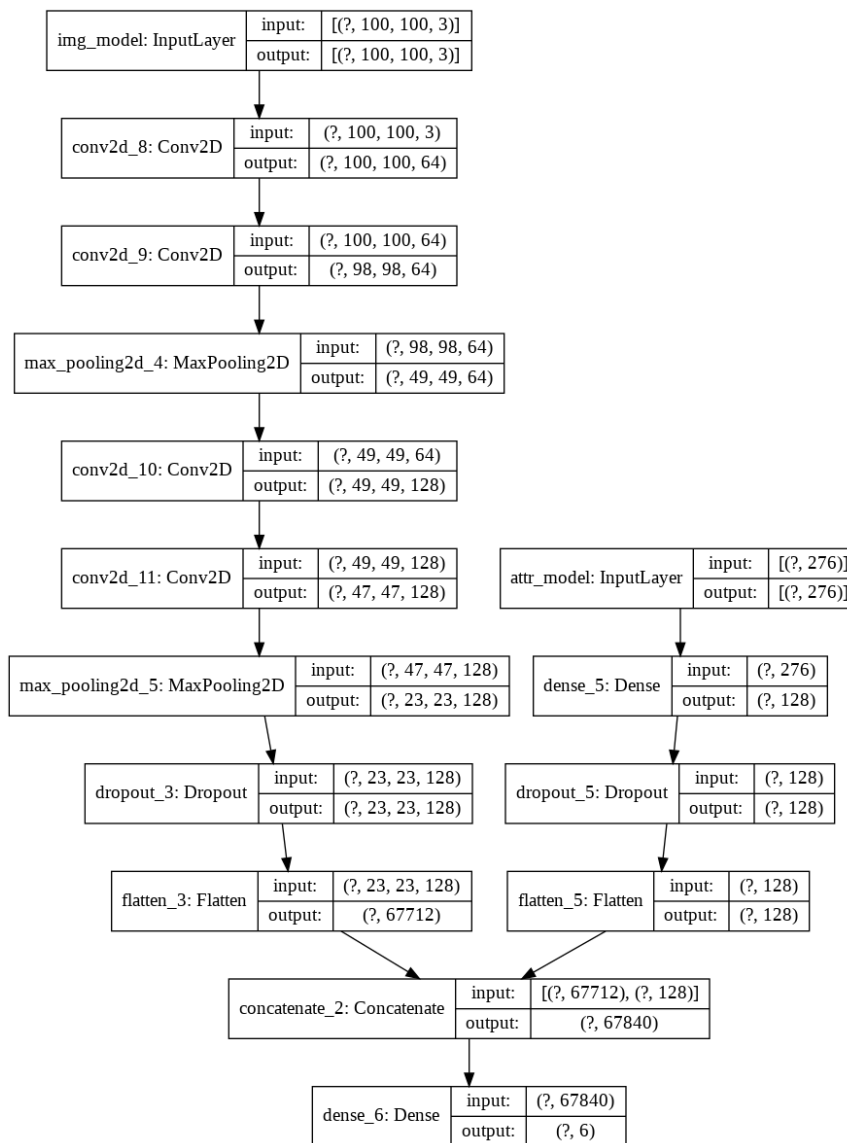 img_model: InputLayer
input:
[(?, 100, 100, 3)]
output:
[(?, 100, 100, 3)]
conv2d_8: Conv2D
input:
(?, 100, 100, 3)
output:
(?, 100, 100, 64)
conv2d_9: Conv2D
input:
(?, 100, 100, 64)
output:
(?, 98, 98, 64)
max_pooling2d_4: MaxPooling2D
input:
(?, 98, 98, 64)
output:
(?, 49, 49, 64)
conv2d_10: Conv2D
input:
(?, 49, 49, 64)
output:
(?, 49, 49, 128)
conv2d_11: Conv2D
input:
(?, 49, 49, 128)
output:
(?, 47, 47, 128)
attr_model: InputLayer
input:
[(?, 276)]
output:
[(?, 276)]
max_pooling2d_5: MaxPooling2D
input:
(?, 47, 47, 128)
output:
(?, 23, 23, 128)
dense_5: Dense
input:
(?, 276)
output:
(?, 128)
dropout_3: Dropout
input:
(?, 23, 23, 128)
output:
(?, 23, 23, 128)
dropout_5: Dropout
input:
(?, 128)
output:
(?, 128)
flatten_3: Flatten
input:
(?, 23, 23, 128)
output:
(?, 67712)
flatten_5: Flatten
input:
(?, 128)
output:
(?, 128)
concatenate_2: Concatenate
input:
[(?, 67712), (?, 128)]
output:
(?, 67840)
dense_6: Dense
input:
(?, 67840)
output:
(?, 6)